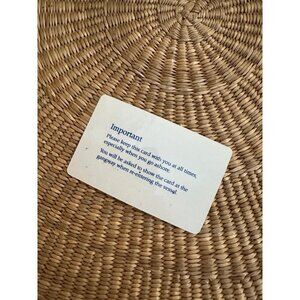 Important
Please keep this card with you at all times,
especially when you go ashore.
You will be asked to show the card at the
gangway when re-entering the vessel.